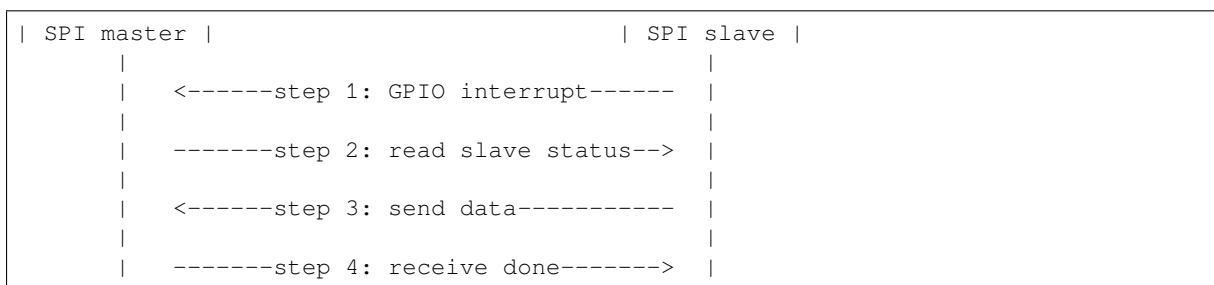 | SPI master |                                 | SPI slave |
      |                                             |
      |   <------step 1: GPIO interrupt------  |
      |                                             |
      |   -------step 2: read slave status-->  |
      |                                             |
      |   <------step 3: send data-----------  |
      |                                             |
      |   -------step 4: receive done------->  |